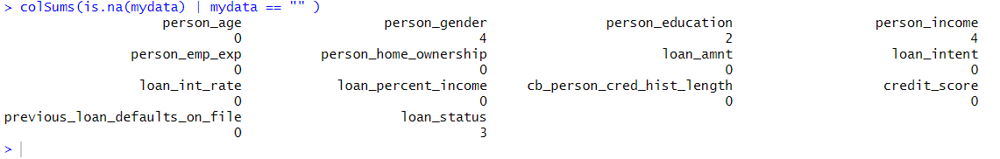 > colSums(is.na(mydata) | mydata == "" )
person_age person_gender person_education person_income
0 4 2 4
person_emp_exp person_home_ownership loan_amnt loan_intent
0 0 0 0
loan_int_rate loan_percent_income cb_person_cred_hist_length credit_score
0 0 0 0
previous_loan_defaults_on_file loan_status
0 3
>